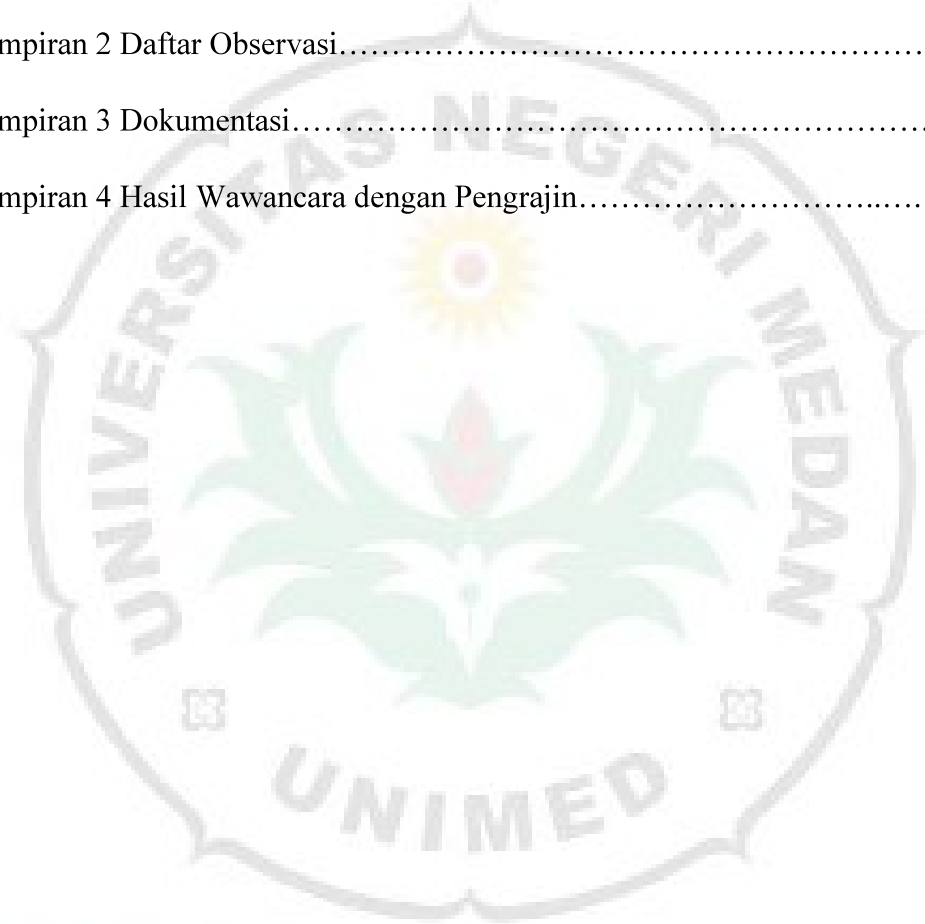 mpiran 2 Daftar Observasi……………………………………………………
mpiran 3 Dokumentasi…………………………………………………………
mpiran 4 Hasil Wawancara dengan Pengrajin………………………..….
UNIVERSITAS NEGERI MEDAN
UNIMED